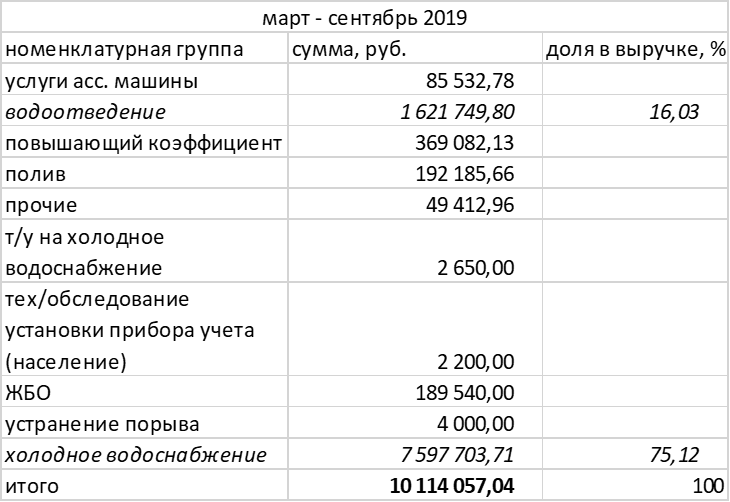 март - сентябрь 2019
номенклатурная группа сумма, руб. доля в выручке, %
услуги асс. машины 85 532,78
водоотведение 1 621 749,80 16,03
повышающий коэффициент 369 082,13
полив 192 185,66
прочие 49 412,96
т/у на холодное
водоснабжение 2 650,00
тех/обследование
установки прибора учета
(население) 2 200,00
ЖБО 189 540,00
устранение порыва 4 000,00
холодное водоснабжение 7 597 703,71 75,12
итого 10 114 057,04 100